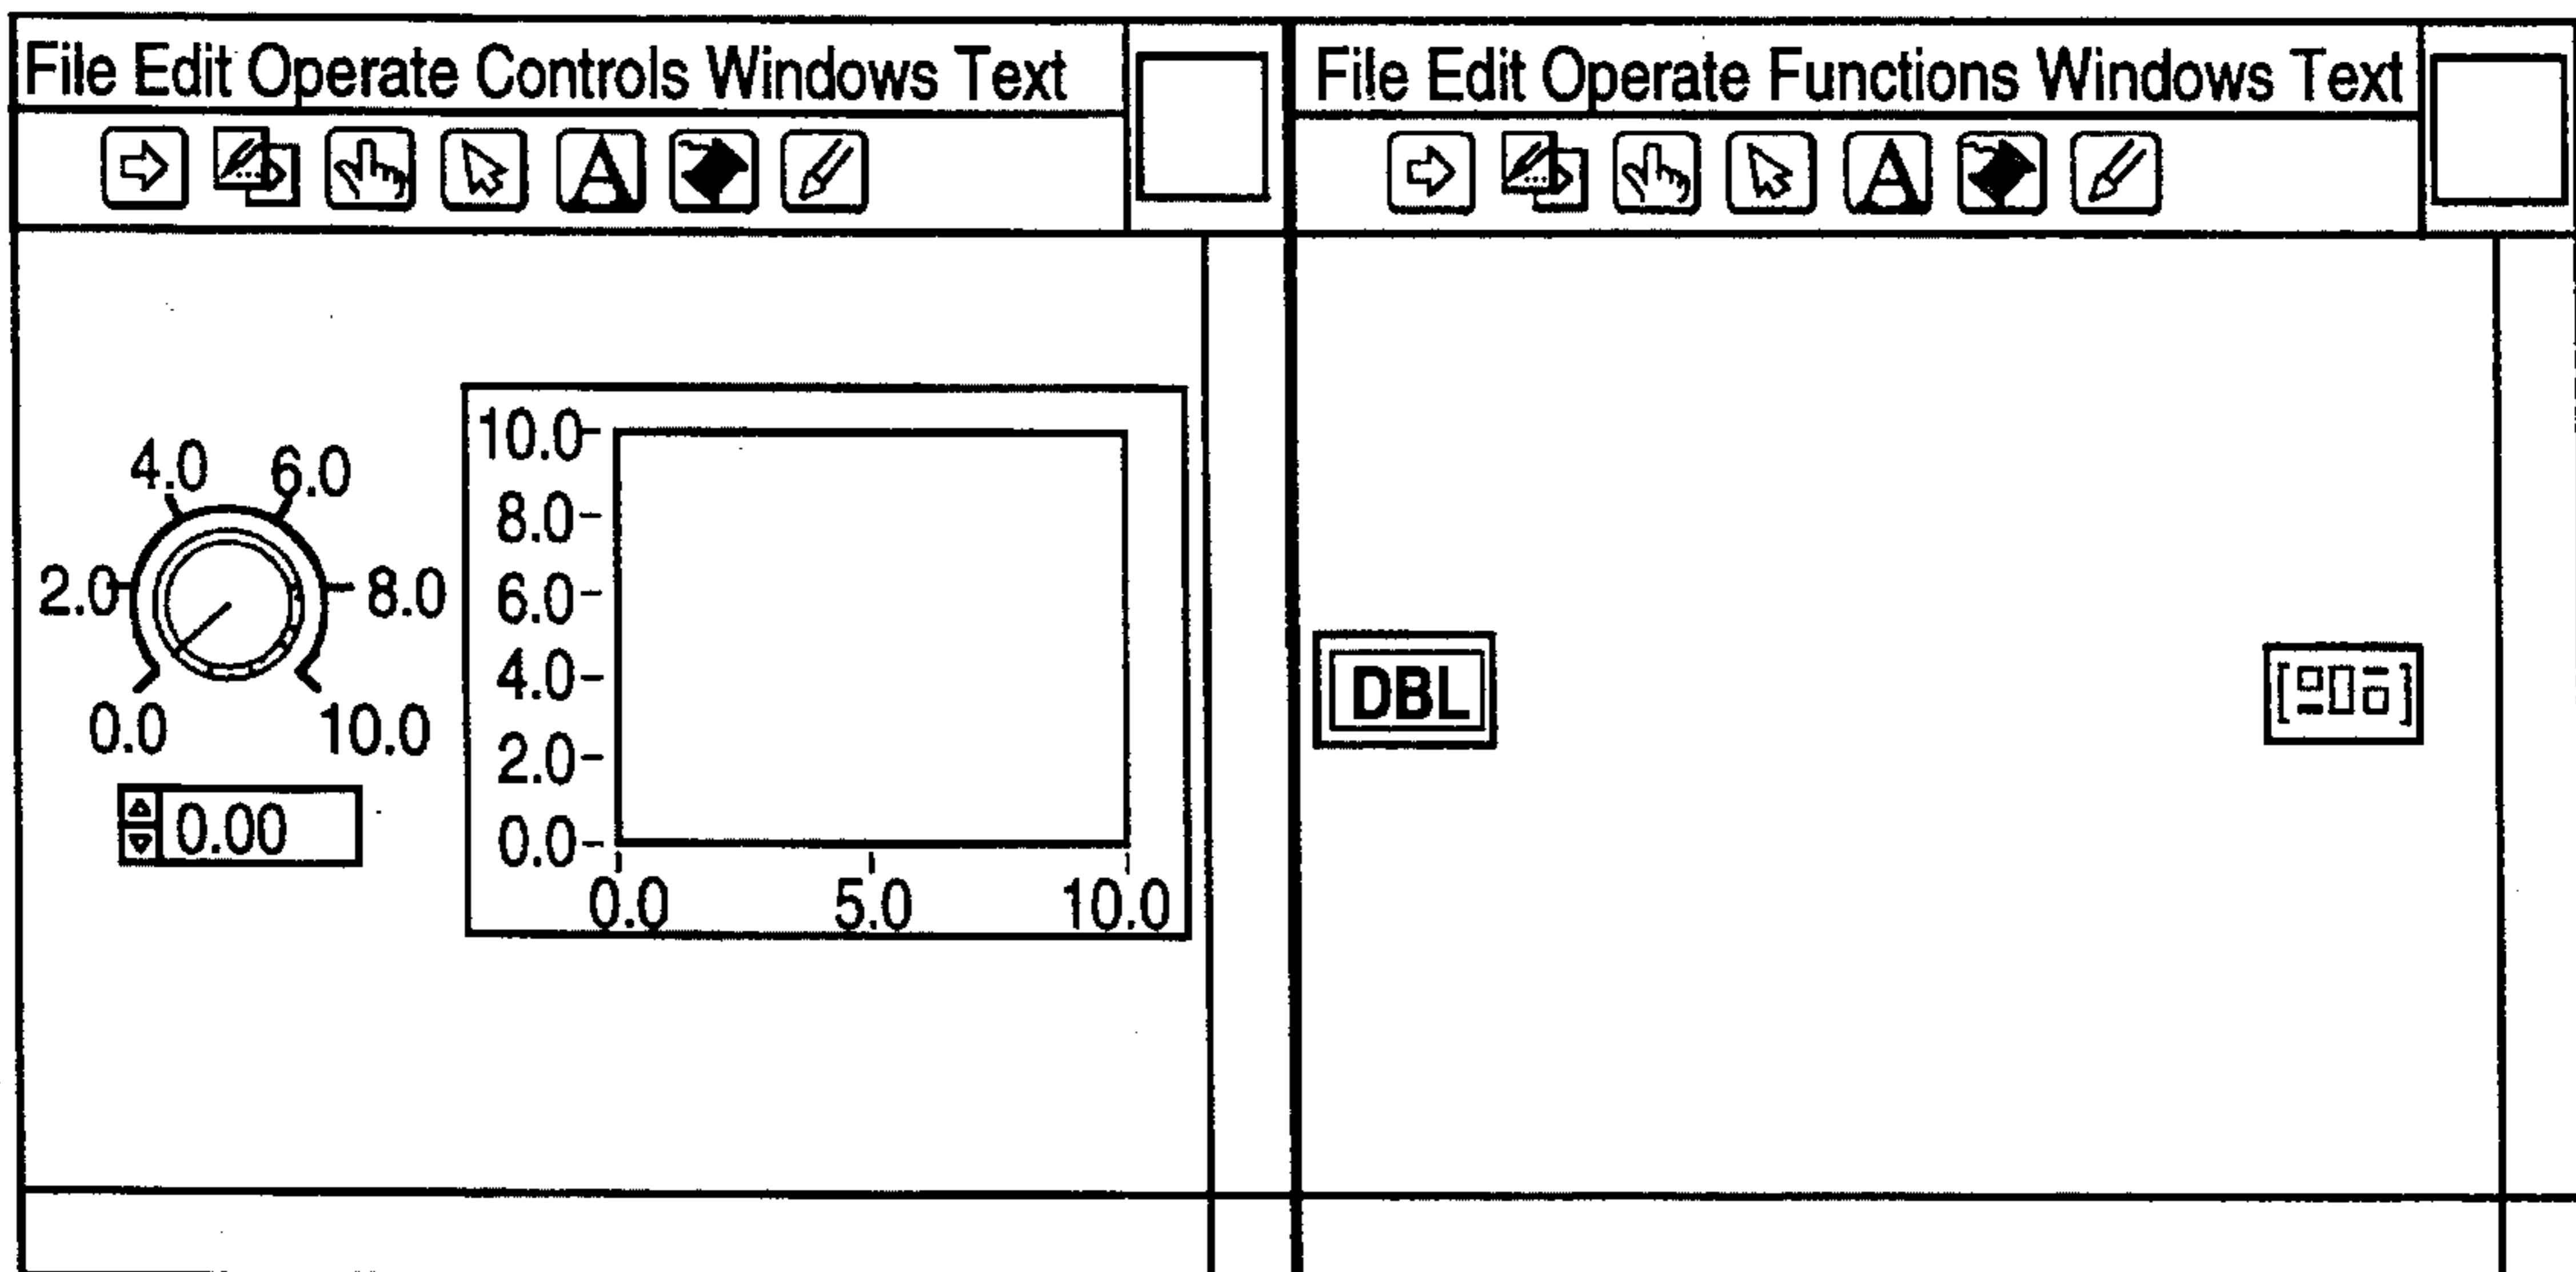 File Edit Operate Controls Windows Text
A
4.0 6.0
2.0 8.0
0.0 10.0
0.00
10.0
8.0
6.0
4.0
2.0
0.0
0.0 5.0 10.0
File Edit Operate Functions Windows Text
A
DBL